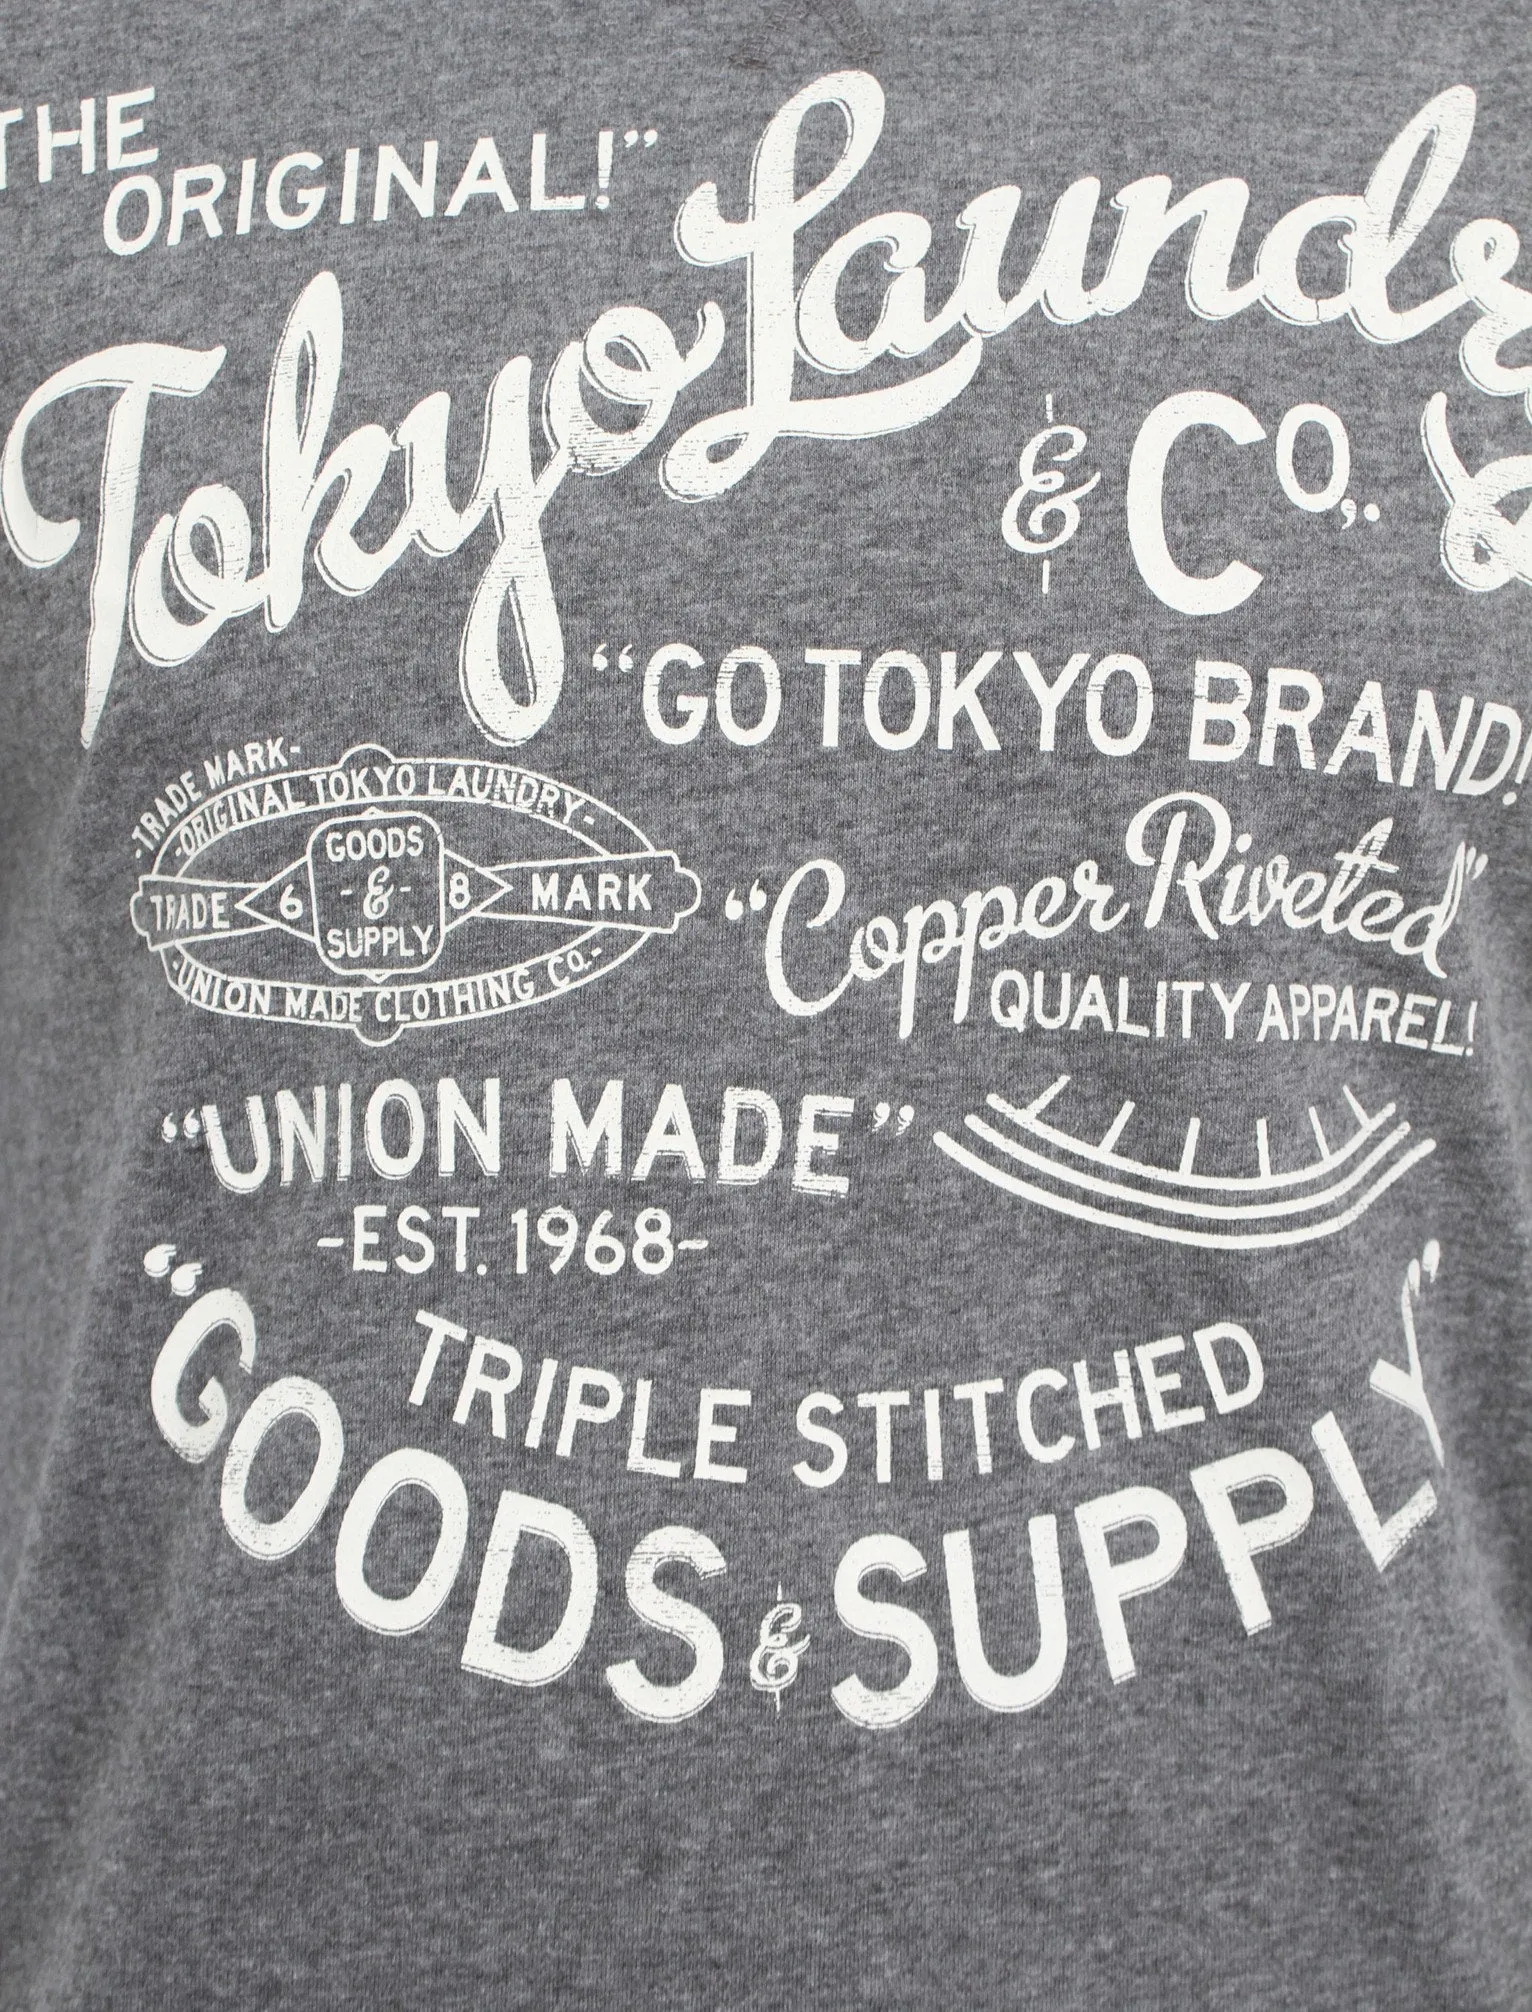 THE
ORIGINAL!”
Tokyo Laundry
& Co,.
“GO TOKYO BRAND!
-TRADE MARK-
-ORIGINAL TOKYO LAUNDRY-
GOODS
TRADE 6 -&- 8 MARK
SUPPLY
-UNION MADE CLOTHING Co.-
“Copper Riveted”
QUALITY APPAREL!
“UNION MADE”
-EST. 1968-
TRIPLE STITCHED
“GOODS & SUPPLY”